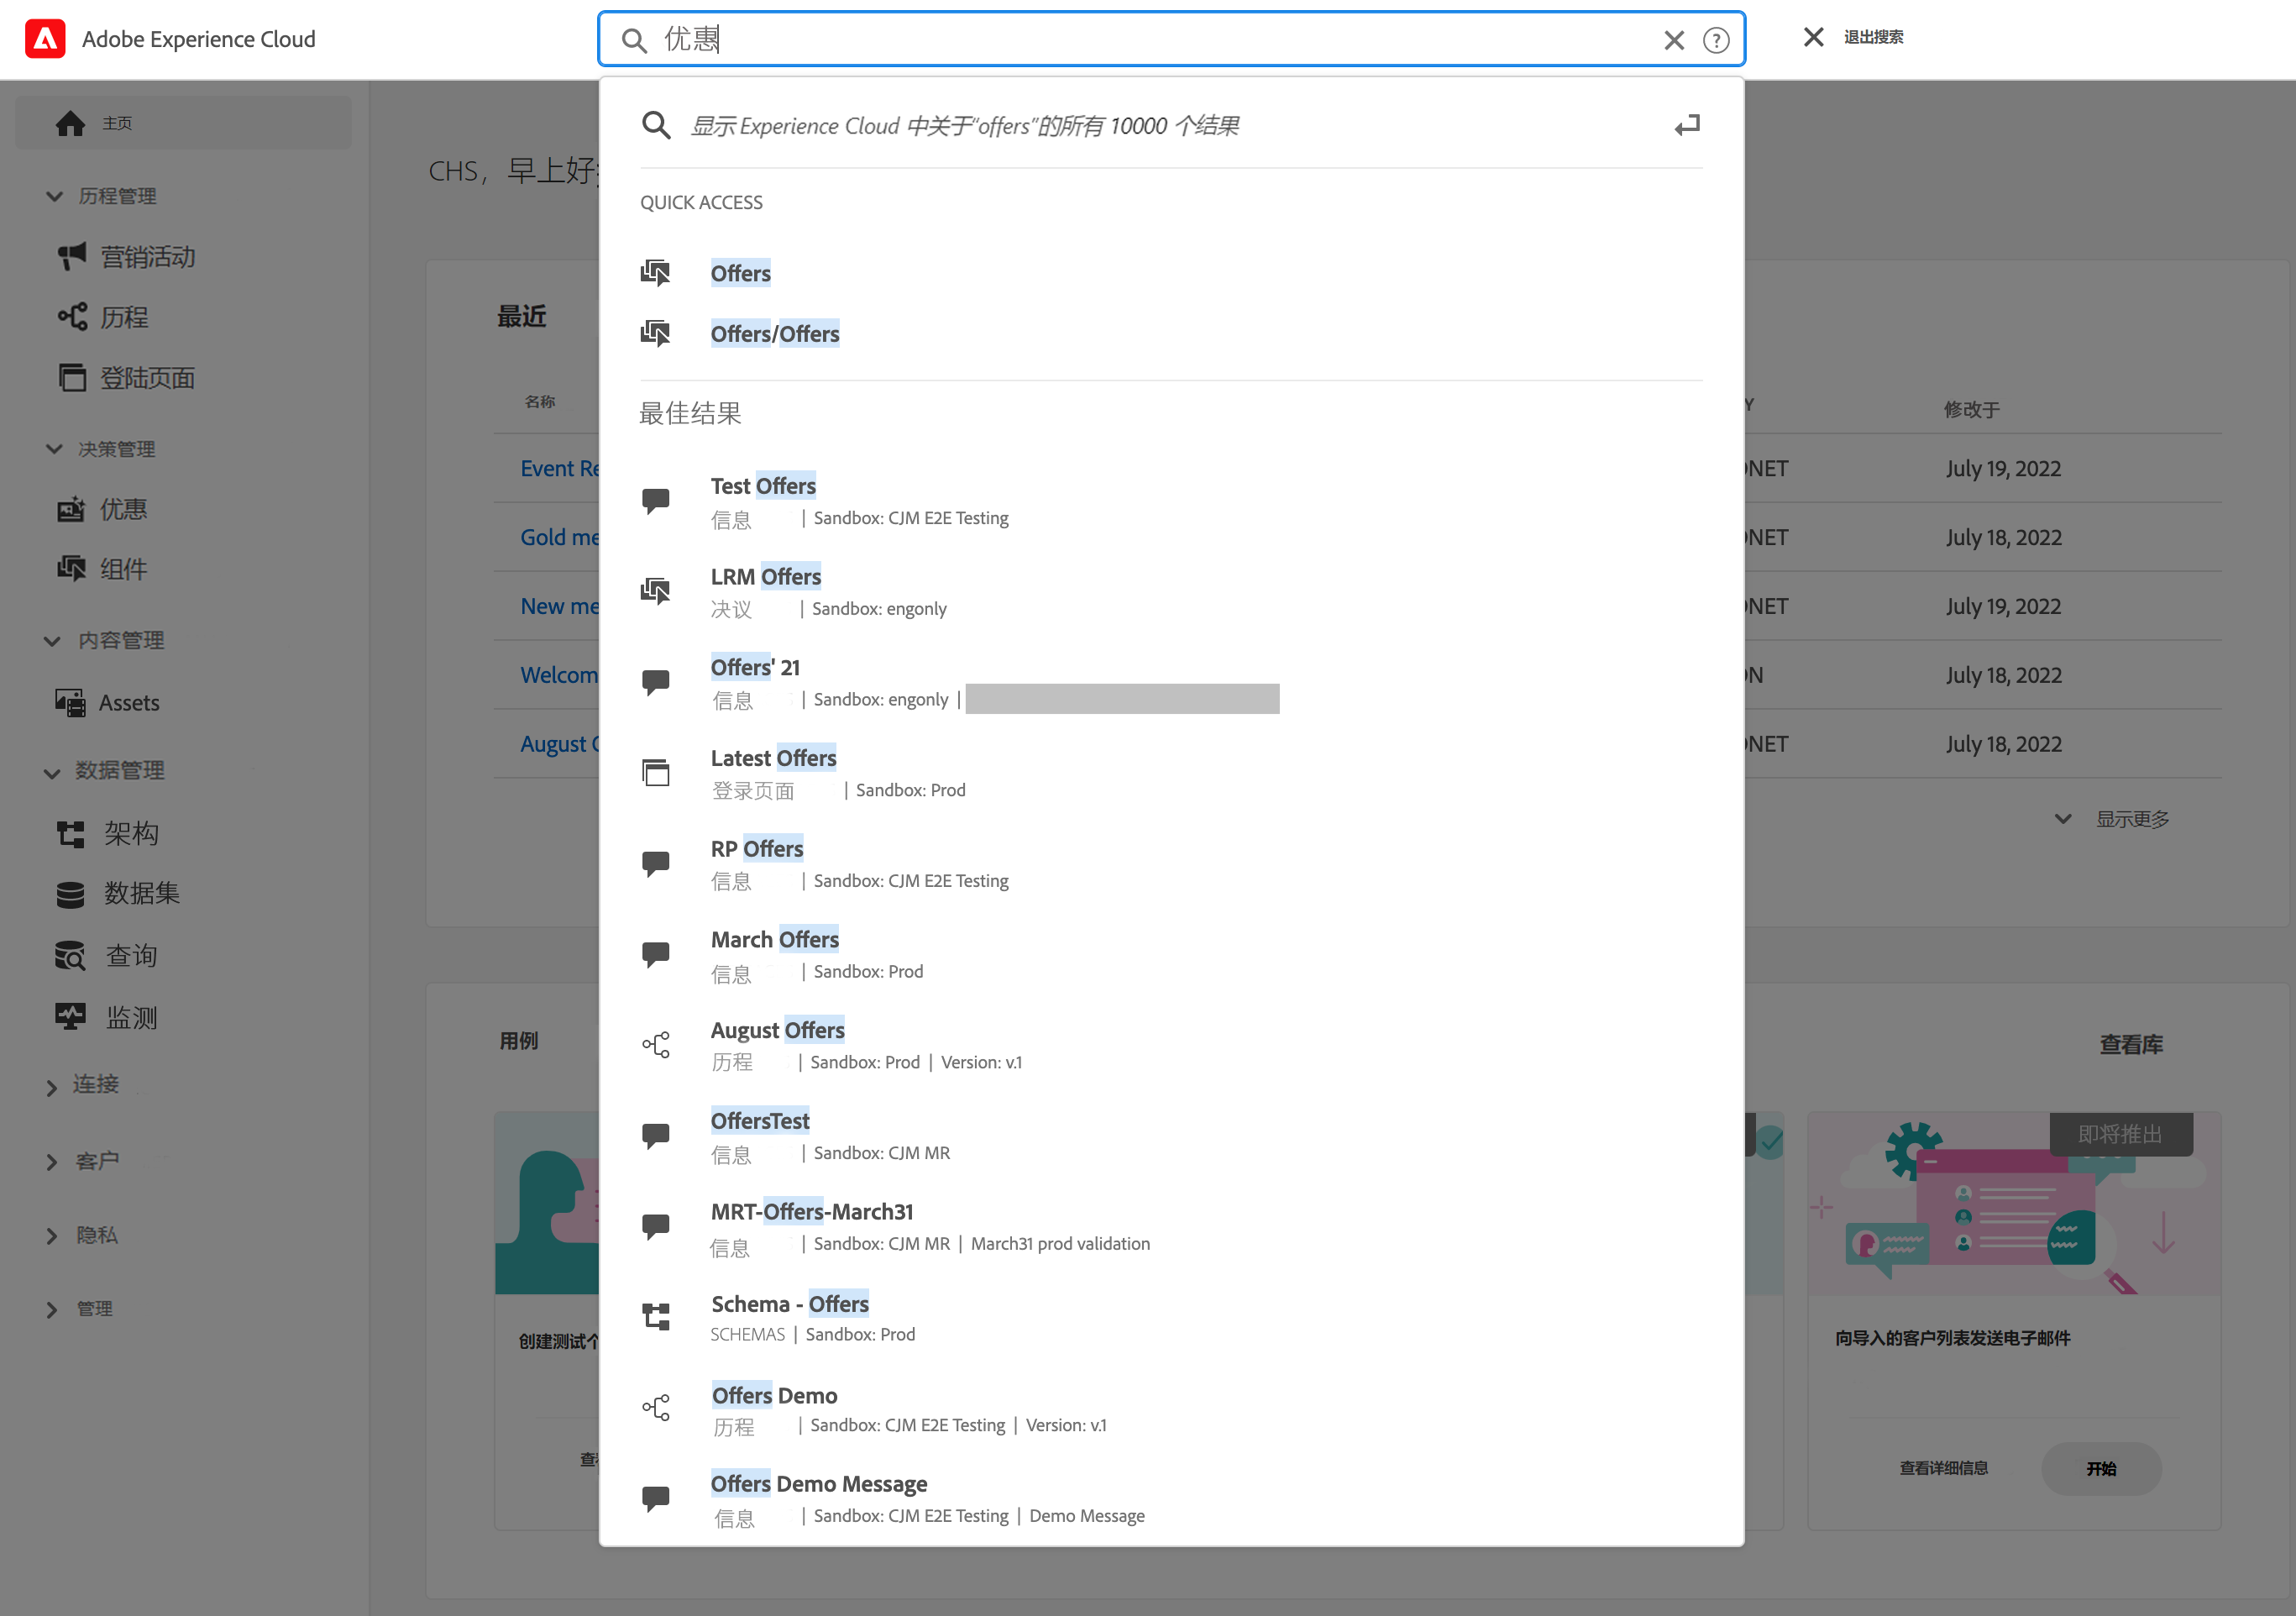 Adobe Experience Cloud
优惠
退出搜索
主页
历程管理
营销活动
历程
登陆页面
决策管理
优惠
组件
内容管理
Assets
数据管理
架构
数据集
查询
监测
连接
客户
隐私
管理
CHS，早上好
显示 Experience Cloud 中关于“offers”的所有 10000 个结果
QUICK ACCESS
Offers
Offers/Offers
最佳结果
Test Offers
信息 | Sandbox: CJM E2E Testing
LRM Offers
决议 | Sandbox: engonly
Offers' 21
信息 | Sandbox: engonly |
Latest Offers
登录页面 | Sandbox: Prod
RP Offers
信息 | Sandbox: CJM E2E Testing
March Offers
信息 | Sandbox: Prod
August Offers
历程 | Sandbox: Prod | Version: v.1
OffersTest
信息 | Sandbox: CJM MR
MRT-Offers-March31
信息 | Sandbox: CJM MR | March31 prod validation
Schema - Offers
SCHEMAS | Sandbox: Prod
Offers Demo
历程 | Sandbox: CJM E2E Testing | Version: v.1
Offers Demo Message
信息 | Sandbox: CJM E2E Testing | Demo Message
最近
名称
Y 修改于
Event Re
NET July 19, 2022
Gold me
NET July 18, 2022
New me
NET July 19, 2022
Welcom
N July 18, 2022
August
NET July 18, 2022
显示更多
用例
查看库
即将推出
创建测试个
向导入的客户列表发送电子邮件
查
查看详细信息
开始